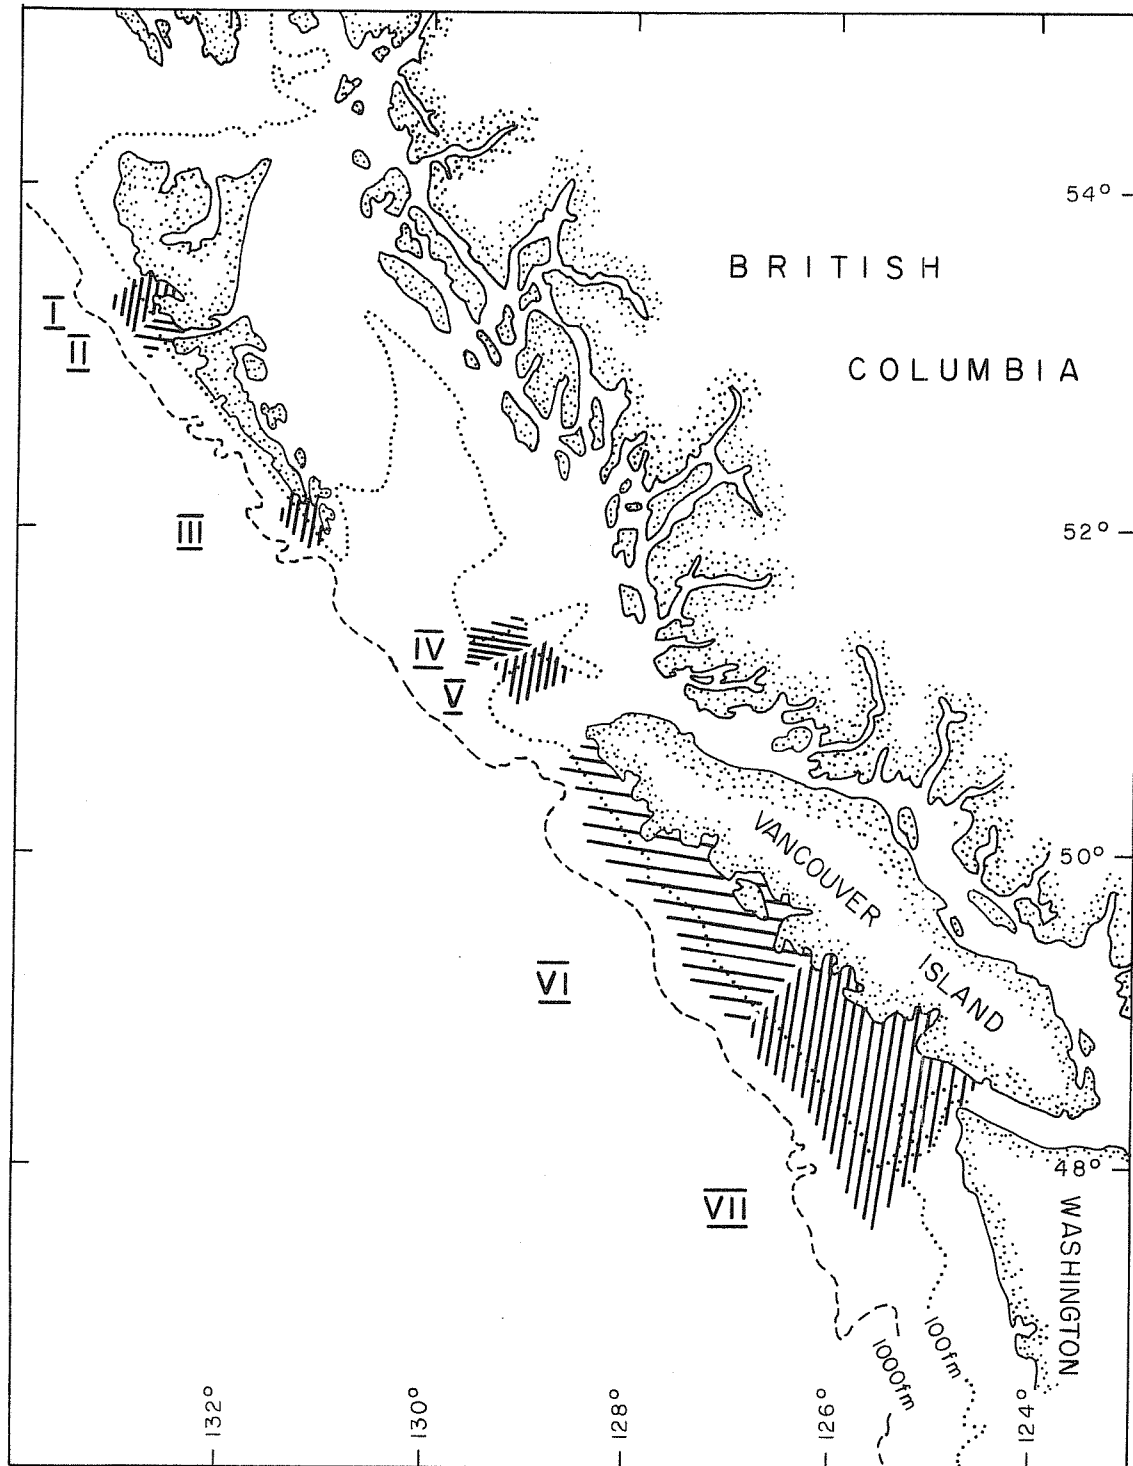 54°
BRITISH
COLUMBIA
I
II
III
52°
IV
V
50°
VANCOUVER
ISLAND
VI
48°
VII
WASHINGTON
100fm
1000fm
132°
130°
128°
126°
124°